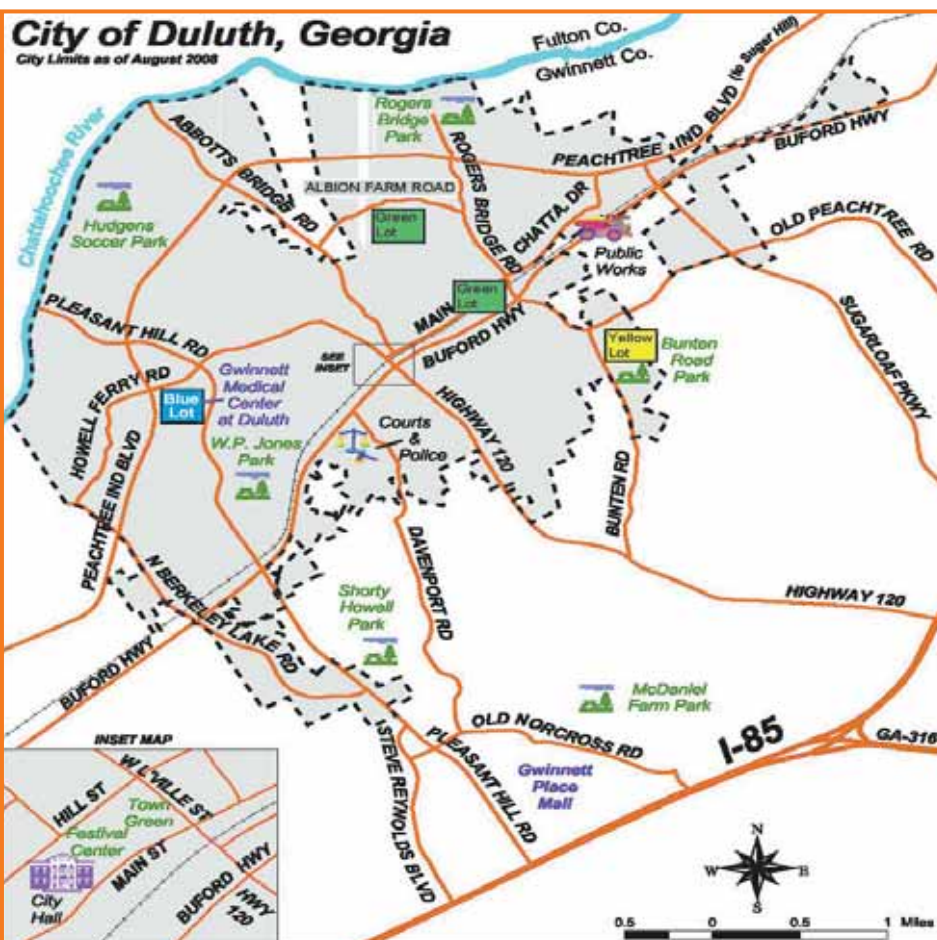 City of Duluth, Georgia
City Limits as of August 2008
Fulton Co.
Gwinnett Co.
Chattahoochee River
Rogers
Bridge
Park
ABBOTTS BRIDGE RD
ROGERS BRIDGE RD
PEACHTREE IND BLVD (to Sugar Hill)
BUFORD HWY
ALBION FARM ROAD
Green
Lot
CHATTA. DR
Public
Works
OLD PEACHTREE RD
Hudgens
Soccer Park
Green
Lot
MAIN
BUFORD HWY
SUGARLOAF PKWY
PLEASANT HILL RD
SEE
INSET
Yellow
Lot
Bunten
Road
Park
HOWELL FERRY RD
Blue
Lot
Gwinnett
Medical
Center
at Duluth
W.P. Jones
Park
Courts
&
Police
HIGHWAY 120
BUNTEN RD
PEACHTREE IND BLVD
N BERKELEY LAKE RD
DAVENPORT RD
Shorty
Howell
Park
HIGHWAY 120
BUFORD HWY
McDaniel
Farm Park
OLD NORCROSS RD
I-85
GA-316
STEVE REYNOLDS BLVD
PLEASANT HILL RD
Gwinnett
Place
Mall
INSET MAP
HILL ST
W L'VILLE ST
Town
Green
Festival
Center
MAIN ST
City
Hall
BUFORD HWY
HWY
120
N
W
E
S
0.5 0 0.5 1 Miles